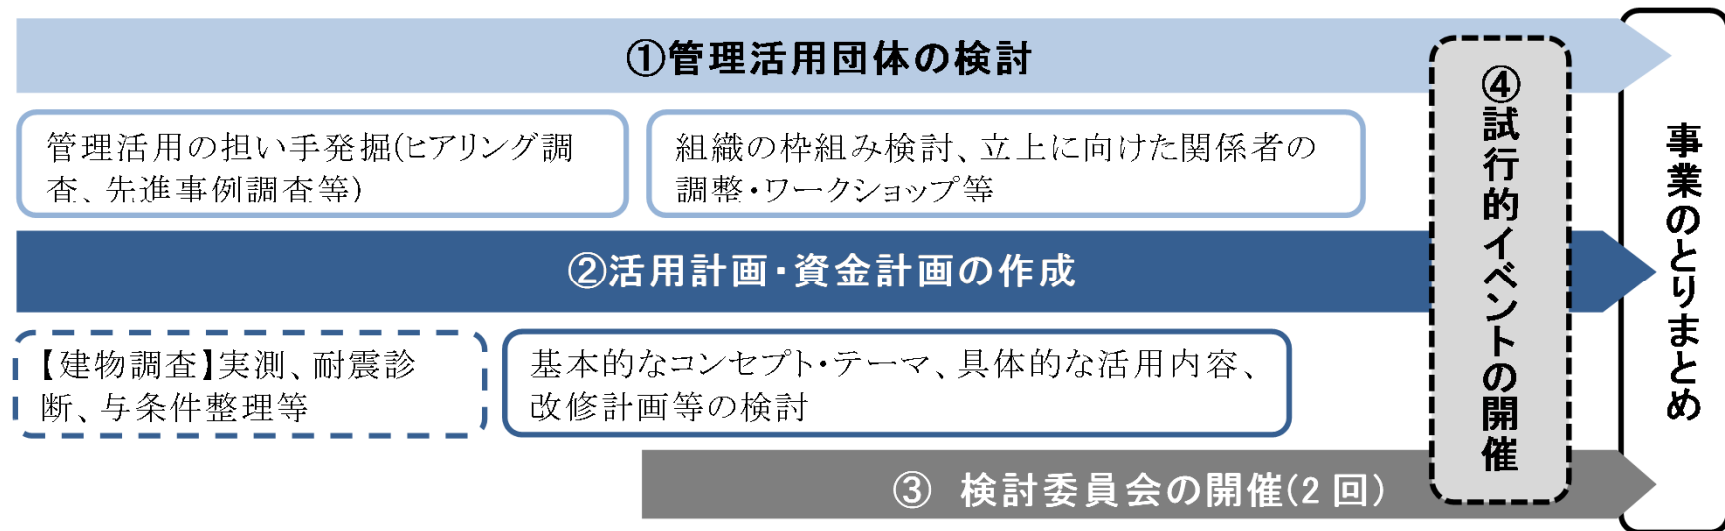 ①管理活用団体の検討
管理活用の担い手発掘(ヒアリング調
査、先進事例調査等)
組織の枠組み検討、立上に向けた関係者の
調整・ワークショップ等
②活用計画・資金計画の作成
【建物調査】実測、耐震診
断、与条件整理等
基本的なコンセプト・テーマ、具体的な活用内容、
改修計画等の検討
③ 検討委員会の開催(2 回)
④試行的イベントの開催
事業のとりまとめ